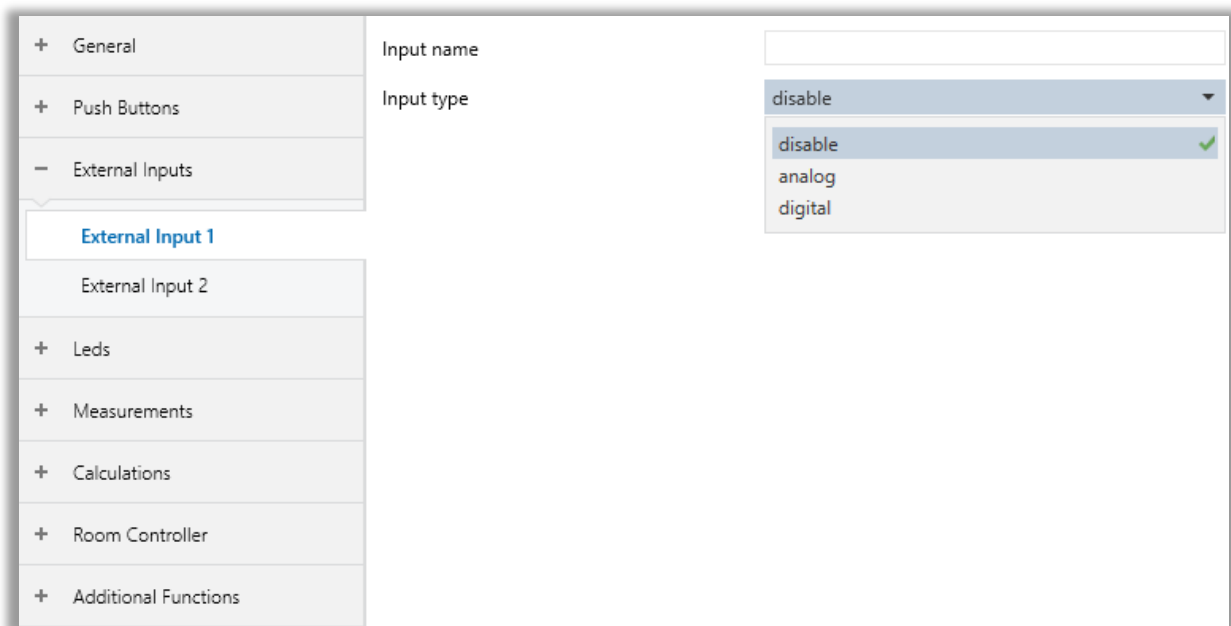 General
Push Buttons
External Inputs
External Input 1
External Input 2
Leds
Measurements
Calculations
Room Controller
Additional Functions
Input name
Input type
disable
disable
analog
digital